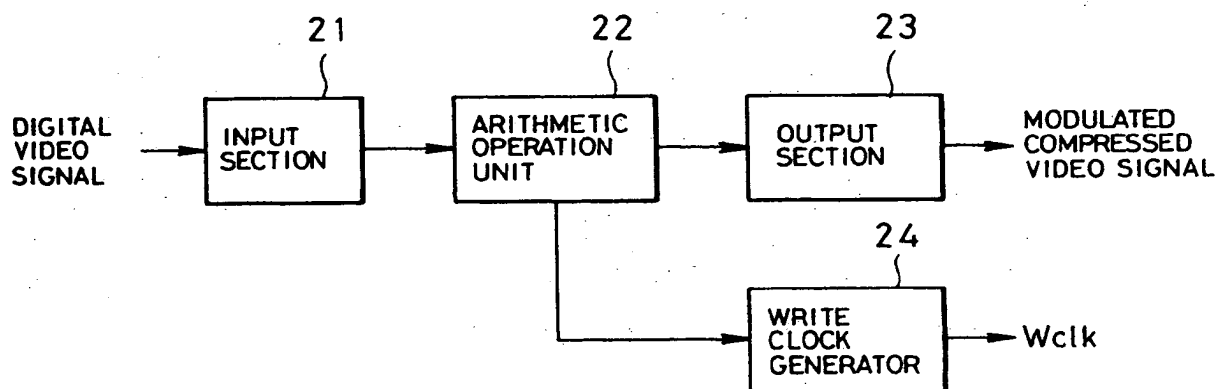 21
22
23
DIGITAL
VIDEO
SIGNAL
INPUT
SECTION
ARITHMETIC
OPERATION
UNIT
OUTPUT
SECTION
MODULATED
COMPRESSED
VIDEO SIGNAL
24
WRITE
CLOCK
GENERATOR
Wclk